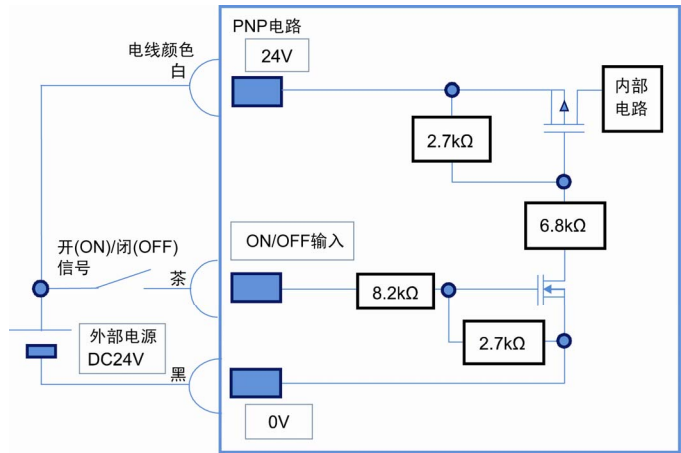 PNP电路
电线颜色
白
24V
内部
电路
2.7kΩ
6.8kΩ
开(ON)/闭(OFF)
信号
茶
ON/OFF输入
8.2kΩ
2.7kΩ
外部电源
DC24V
黑
0V